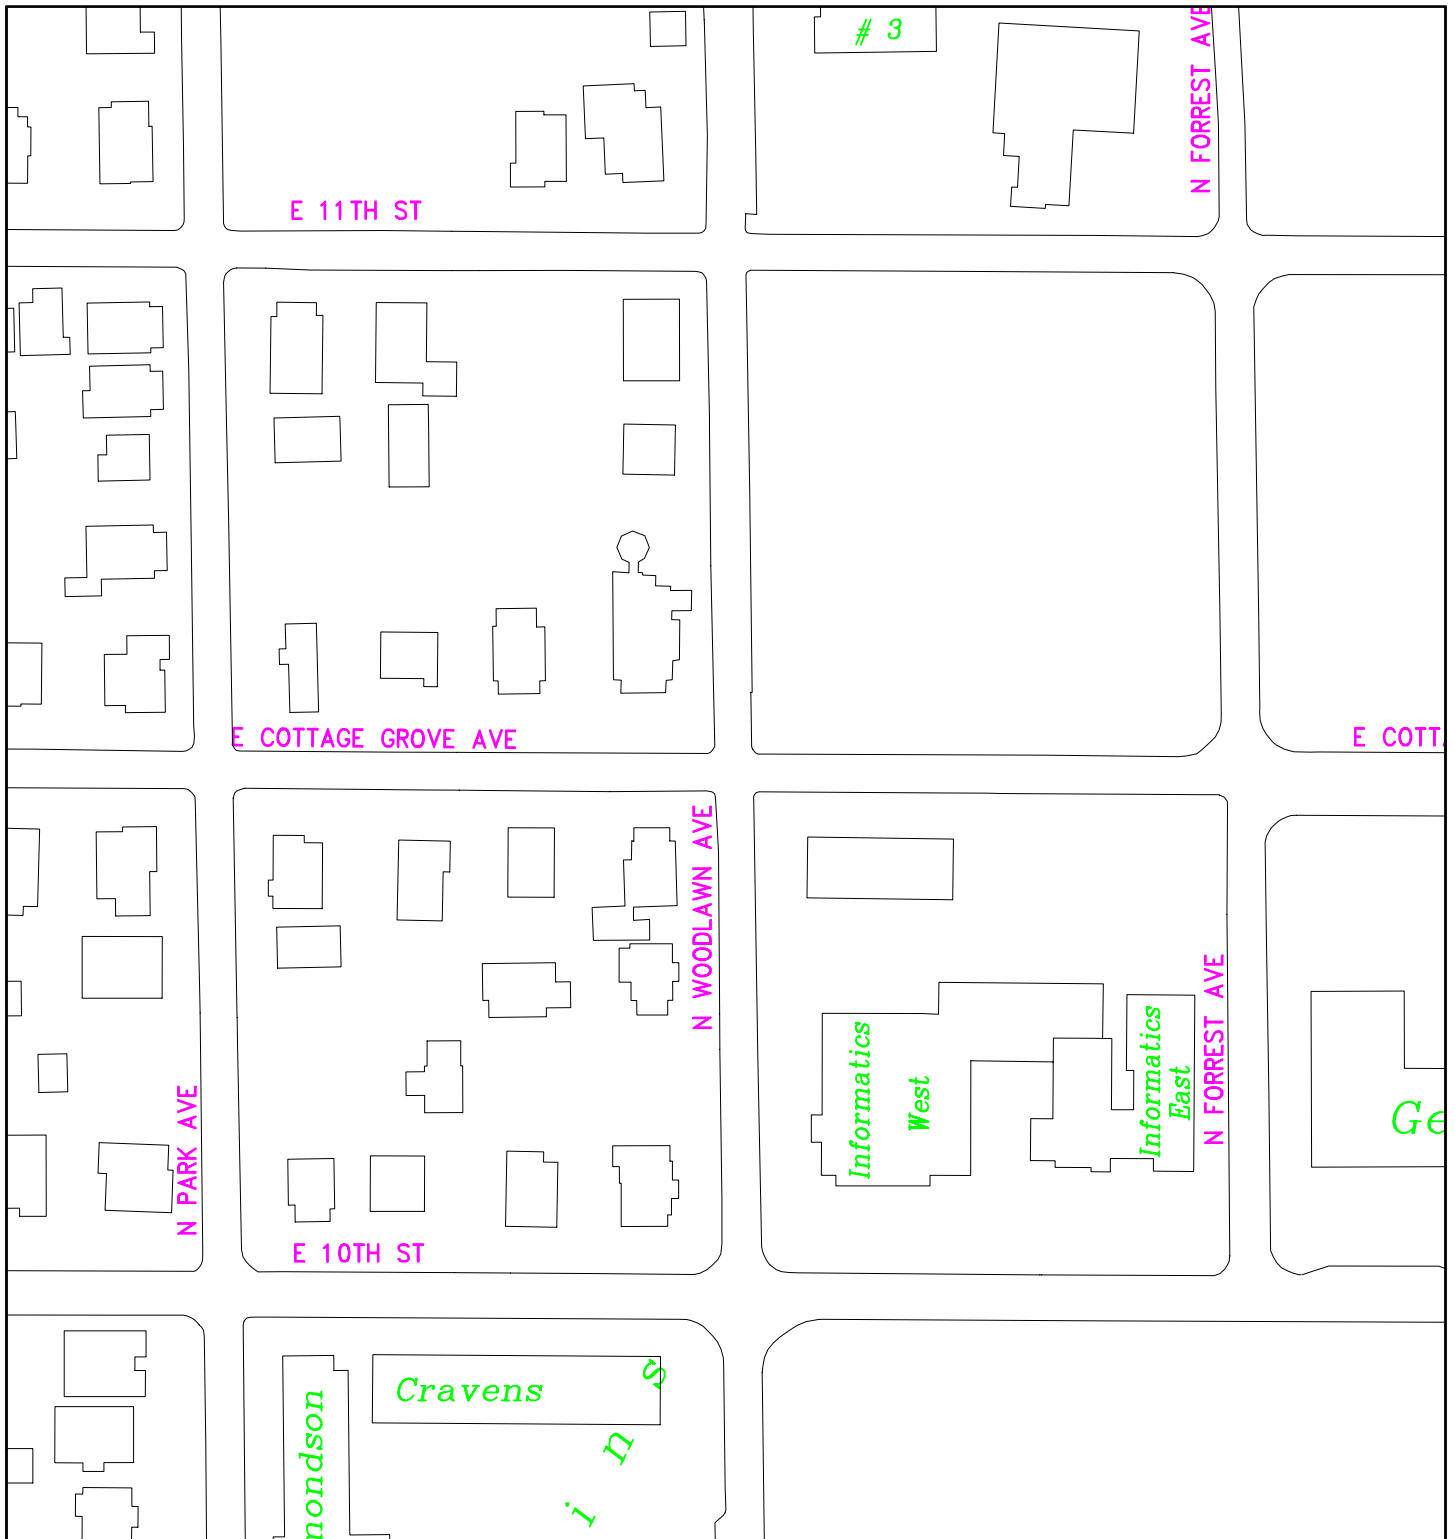 # 3
N FORREST AVE
E 11TH ST
E COTTAGE GROVE AVE
E COTT
N WOODLAWN AVE
N FORREST AVE
Informatics
West
Informatics
East
Ge
N PARK AVE
E 10TH ST
Cravens
mondson
i n s